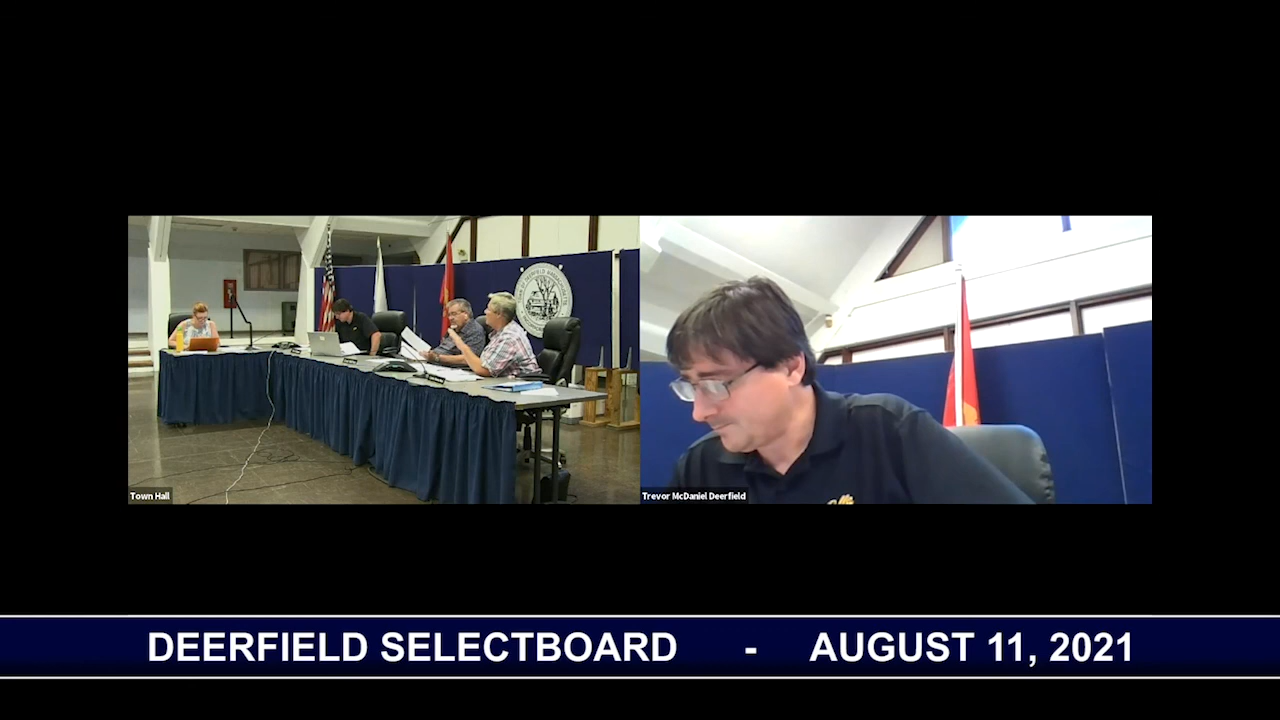 Town Hall
Trevor McDaniel Deerfield
DEERFIELD SELECTBOARD - AUGUST 11, 2021